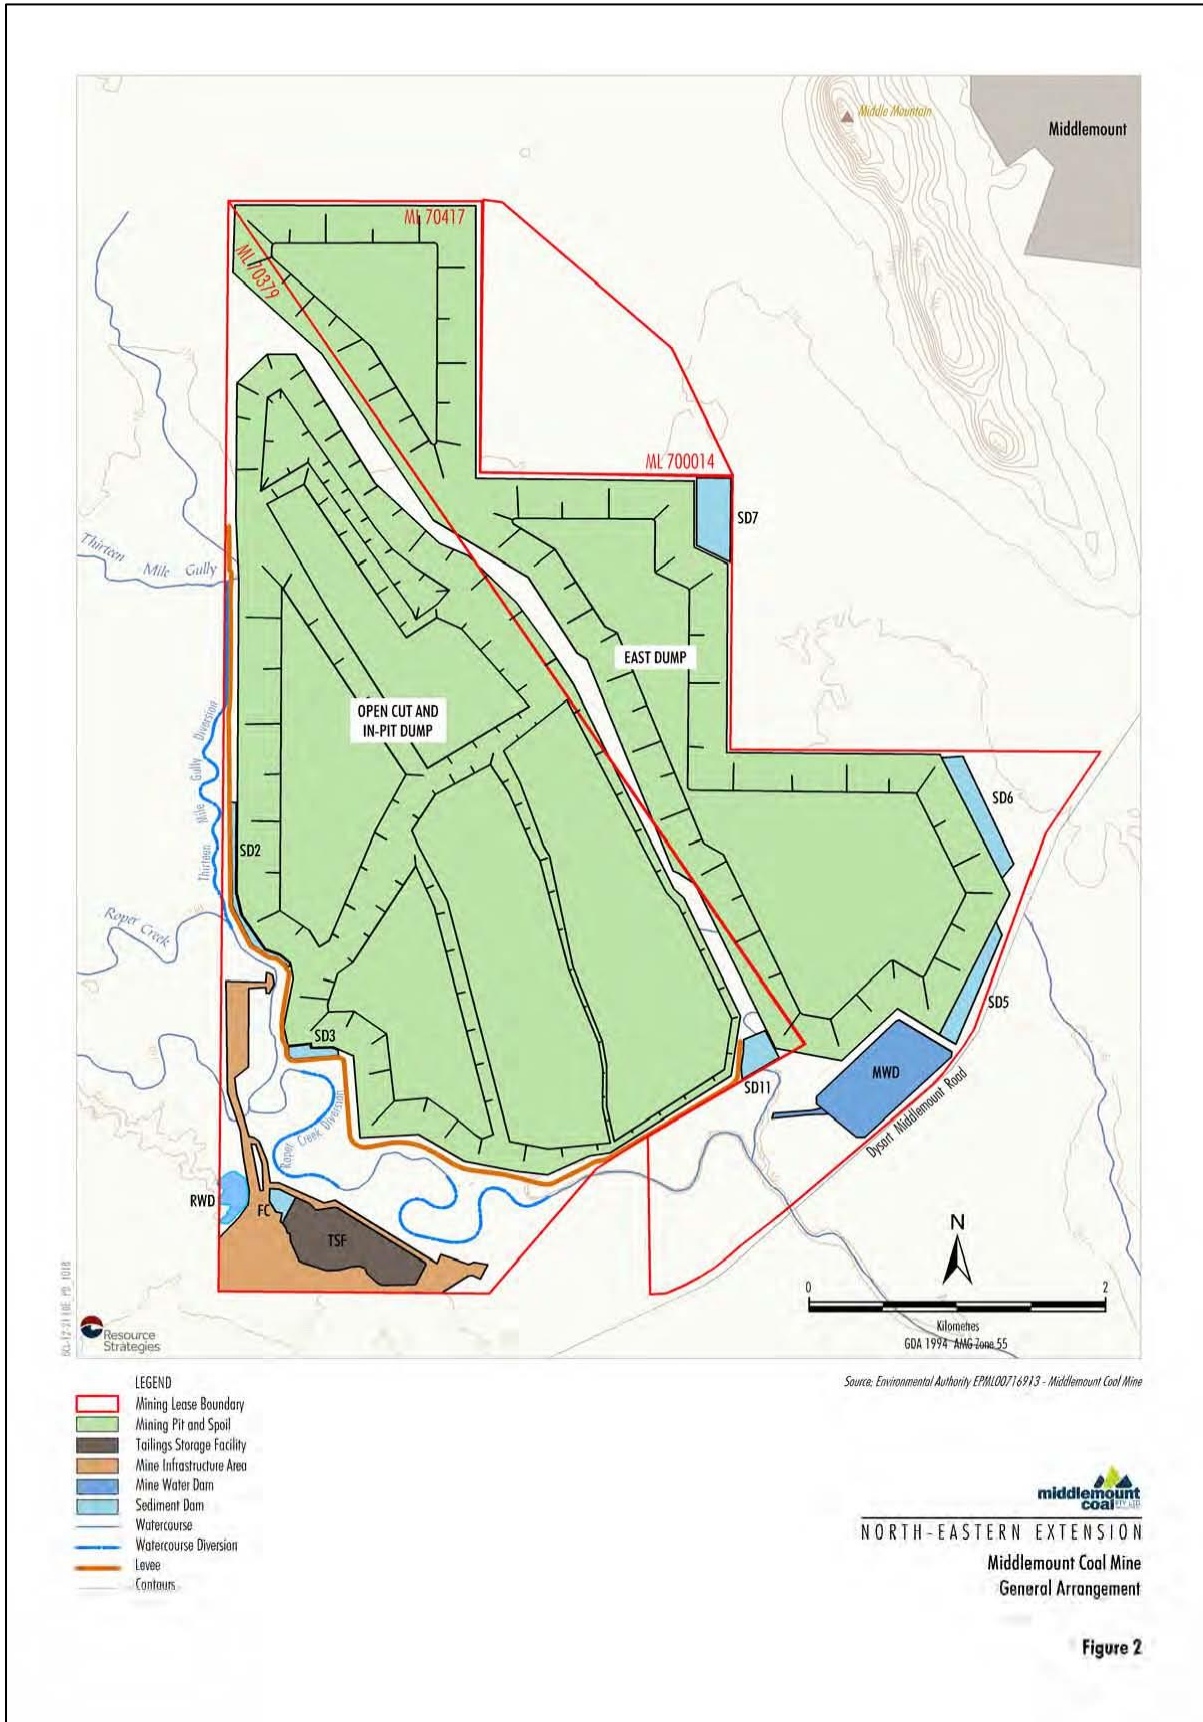 Middle Mountain
Middlemount
ML 70417
ML 70379
ML 700014
SD7
Thirteen Mile Gully
EAST DUMP
OPEN CUT AND
IN-PIT DUMP
Thirteen Mile Gully Diversion
SD6
SD2
Roper Creek
SD5
SD3
MWD
SD11
Roper Creek Diversion
Dysart Middlemount Road
RWD
FC
TSF
N
0 2
Kilometres
GDA 1994 AMG Zone 55
Resource
Strategies
Source: Environmental Authority EPML00716913 - Middlemount Coal Mine
LEGEND
Mining Lease Boundary
Mining Pit and Spoil
Tailings Storage Facility
Mine Infrastructure Area
Mine Water Dam
Sediment Dam
Watercourse
Watercourse Diversion
Levee
Contours
middlemount
coal PTY LTD
NORTH-EASTERN EXTENSION
Middlemount Coal Mine
General Arrangement
Figure 2